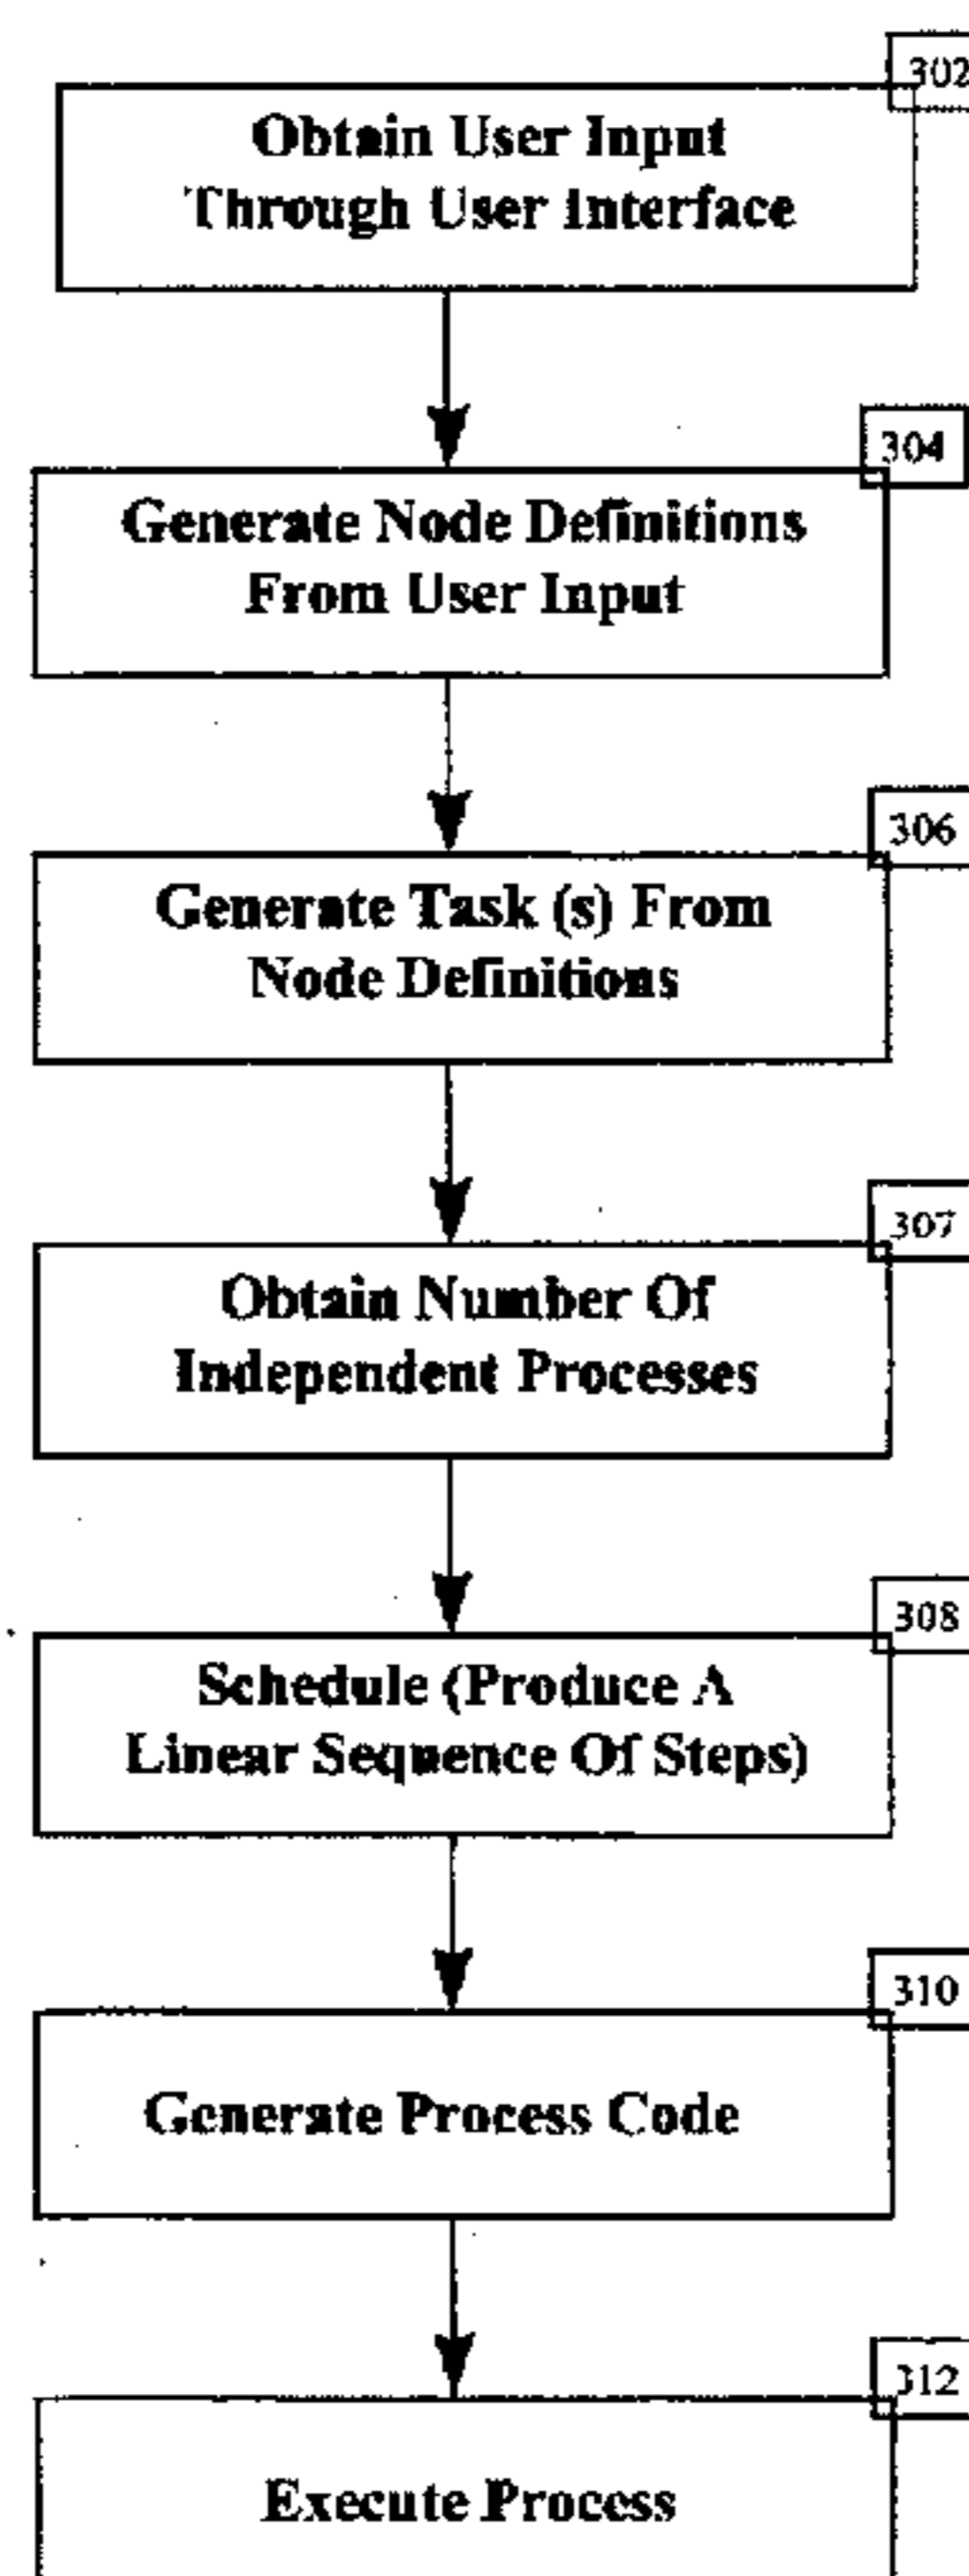 302
Obtain User Input
Through User Interface
304
Generate Node Definitions
From User Input
306
Generate Task (s) From
Node Definitions
307
Obtain Number Of
Independent Processes
308
Schedule (Produce A
Linear Sequence Of Steps)
310
Generate Process Code
312
Execute Process